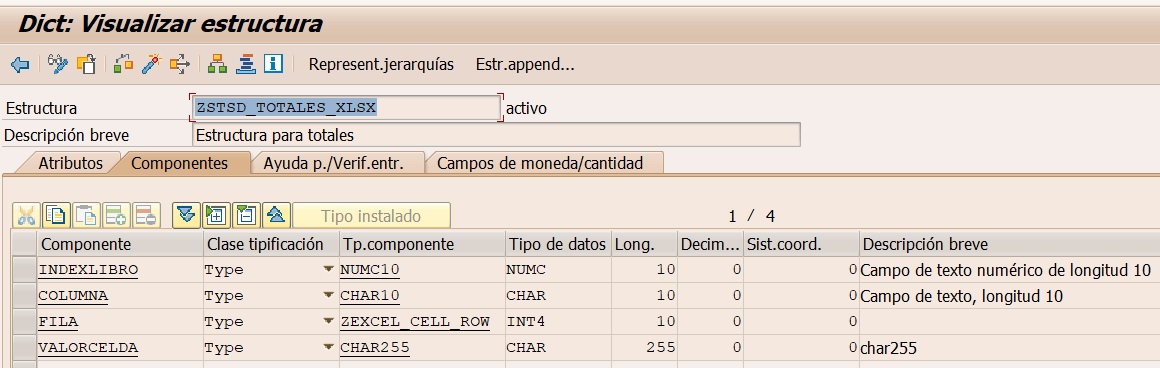 Dict: Visualizar estructura
Represent.jerarquías Estr.append...
Estructura ZSTSD_TOTALES_XLSX activo
Descripción breve Estructura para totales
Atributos Componentes Ayuda p./Verif.entr. Campos de moneda/cantidad
Tipo instalado 1 / 4
Componente Clase tipificación Tp.componente Tipo de datos Long. Decim... Sist.coord. Descripción breve
INDEXLIBRO Type NUMC10 NUMC 10 0 0 Campo de texto numérico de longitud 10
COLUMNA Type CHAR10 CHAR 10 0 0 Campo de texto, longitud 10
FILA Type ZEXCEL_CELL_ROW INT4 10 0 0
VALORCELDA Type CHAR255 CHAR 255 0 0 char255